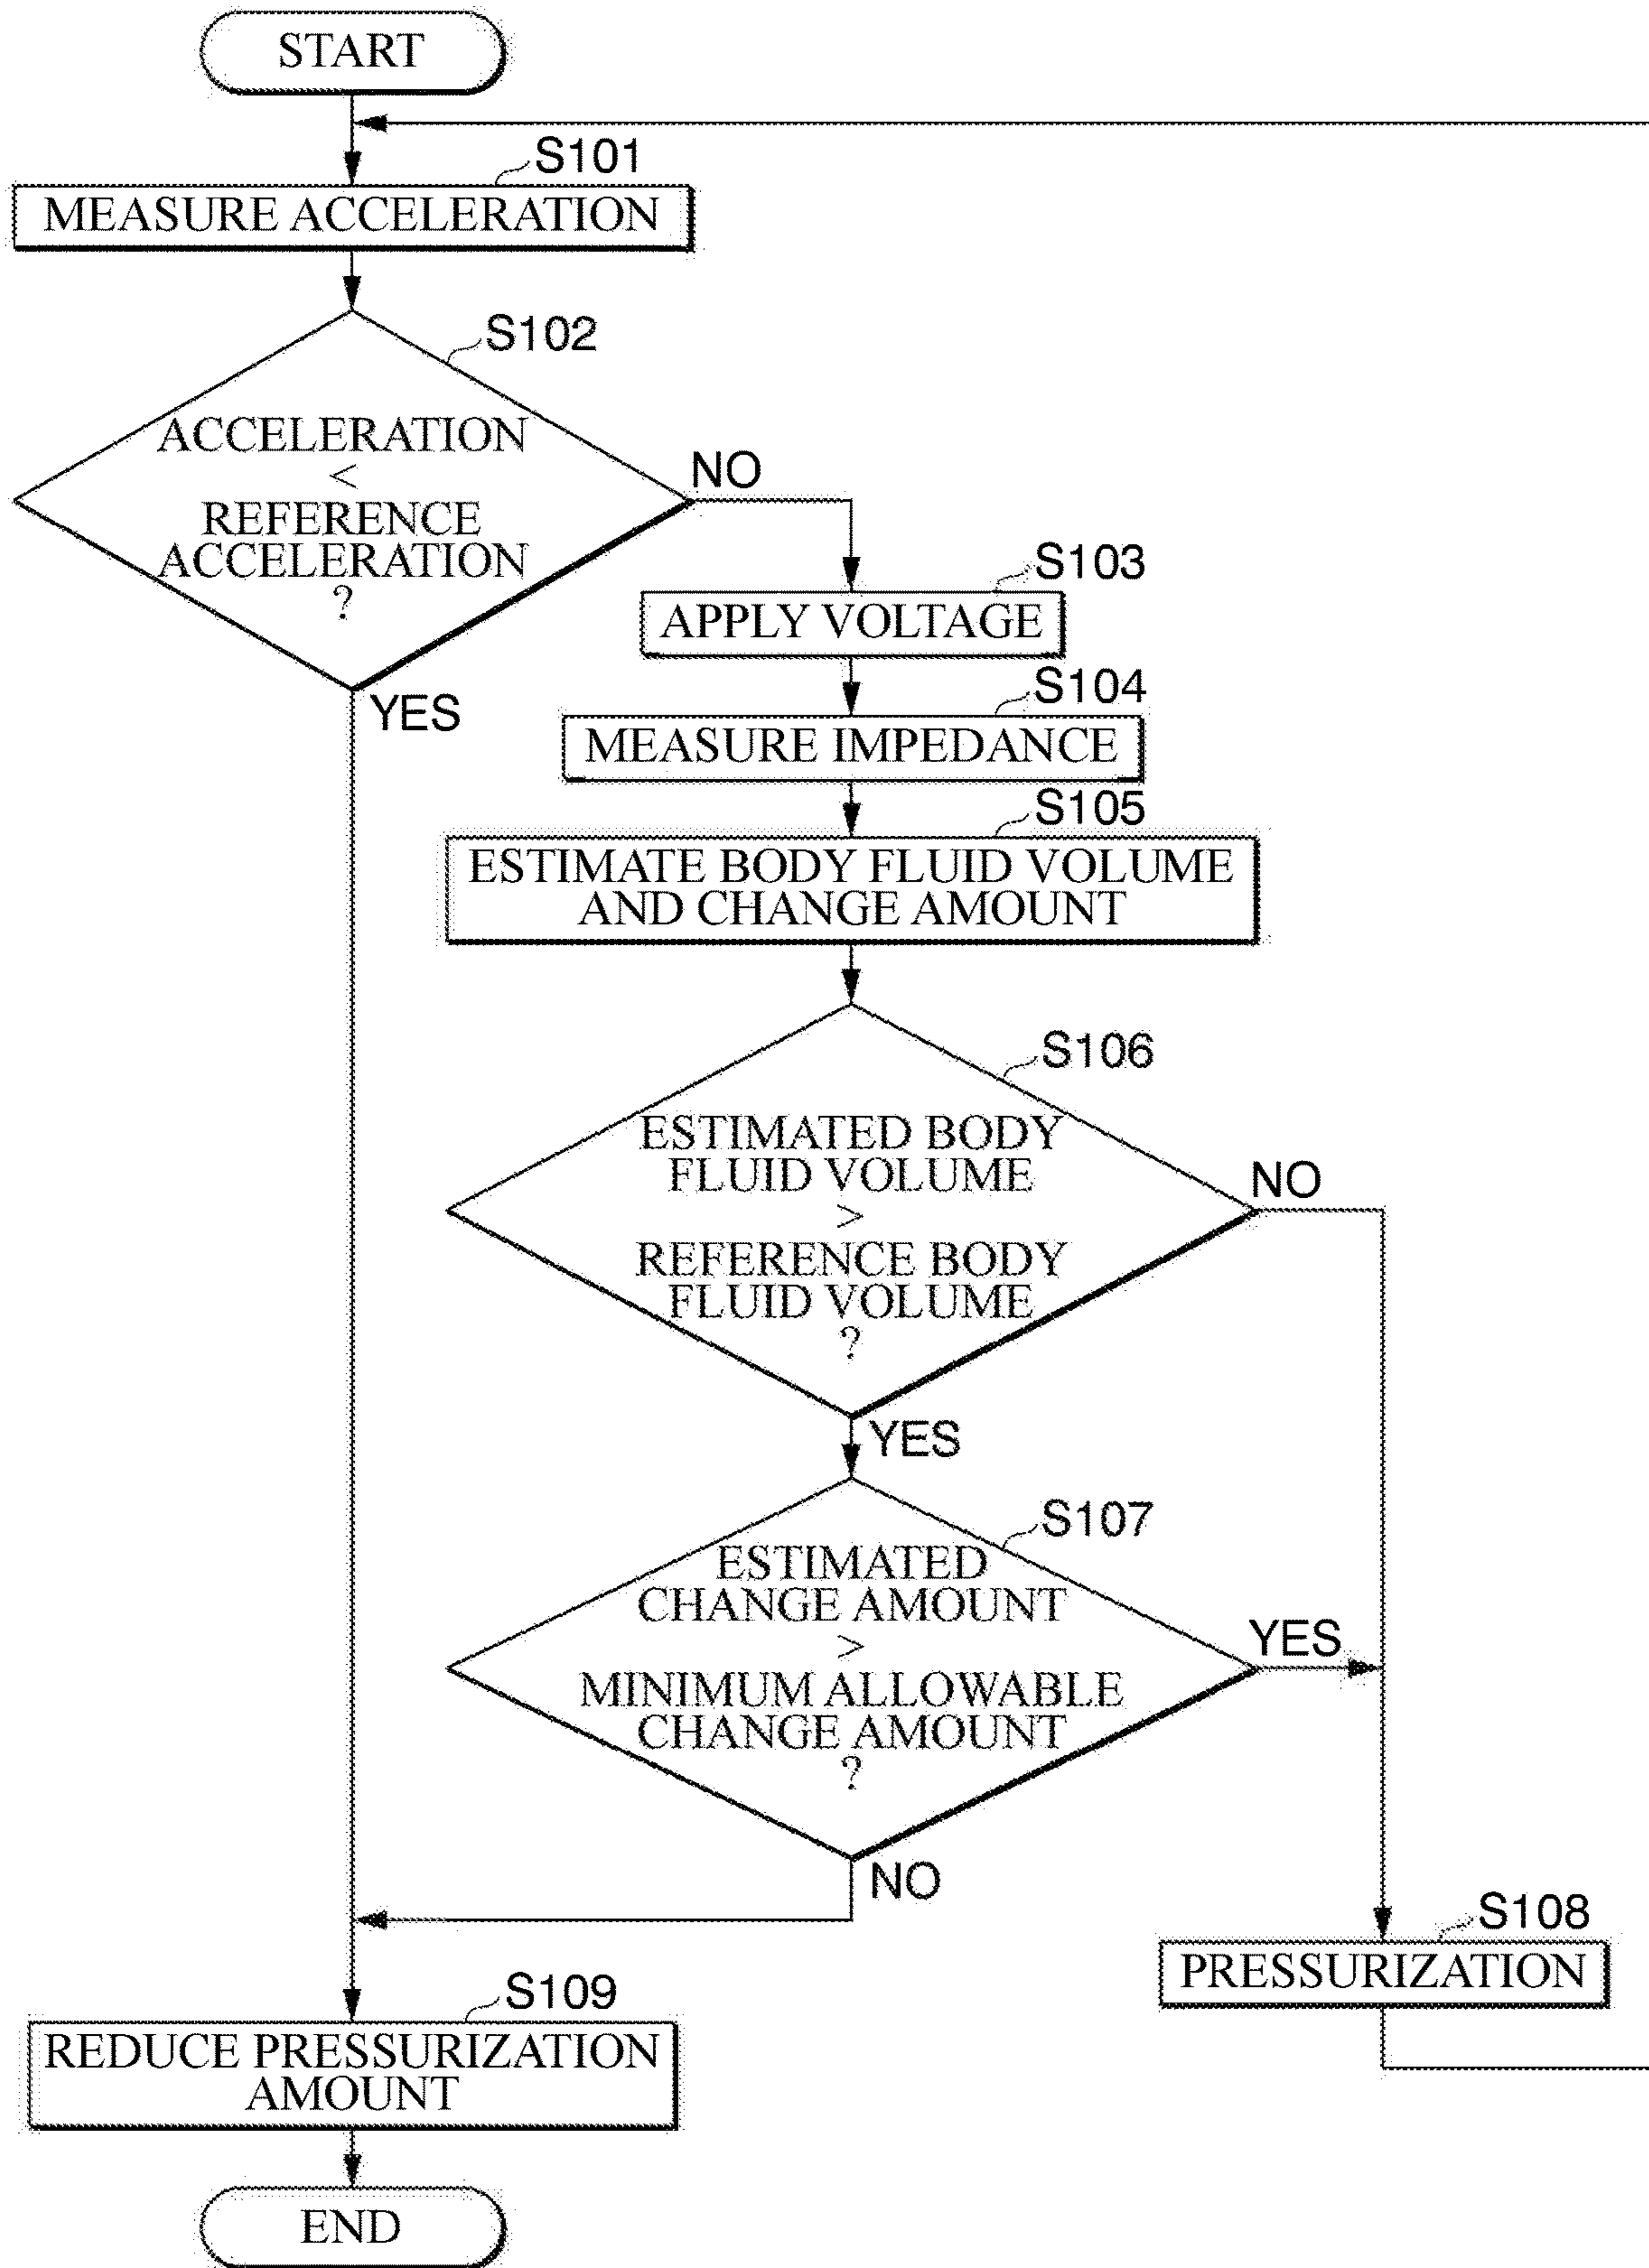 START
S101
MEASURE ACCELERATION
S102
ACCELERATION
<
REFERENCE
ACCELERATION
?
NO
YES
S103
APPLY VOLTAGE
S104
MEASURE IMPEDANCE
S105
ESTIMATE BODY FLUID VOLUME
AND CHANGE AMOUNT
S106
ESTIMATED BODY
FLUID VOLUME
>
REFERENCE BODY
FLUID VOLUME
?
NO
YES
S107
ESTIMATED
CHANGE AMOUNT
>
MINIMUM ALLOWABLE
CHANGE AMOUNT
?
YES
NO
S108
PRESSURIZATION
S109
REDUCE PRESSURIZATION
AMOUNT
END